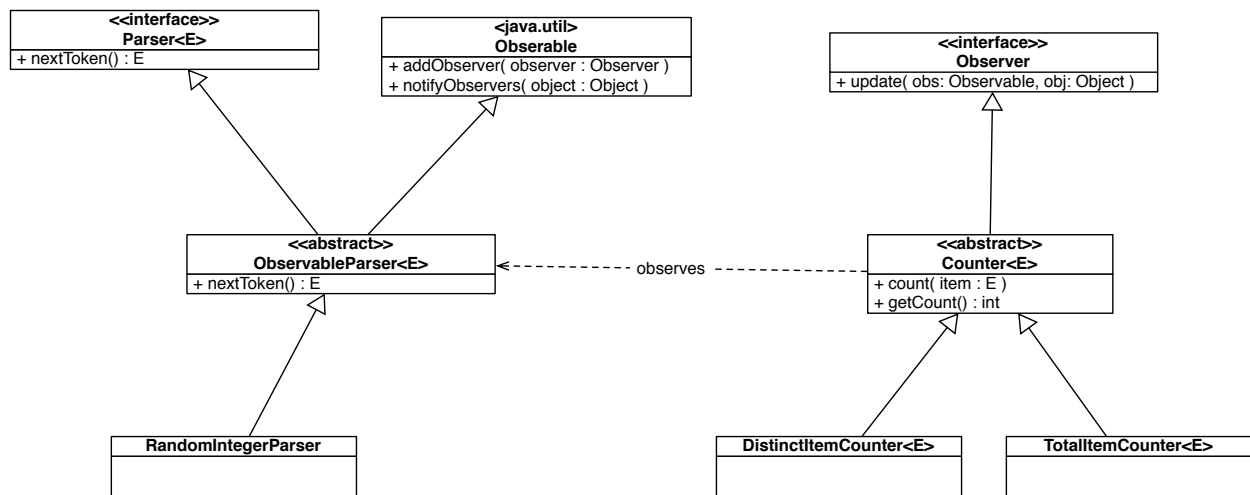 <<interface>>
Parser<E>
+ nextToken() : E
<java.util>
Obserable
+ addObserver( observer : Observer )
+ notifyObservers( object : Object )
<<interface>>
Observer
+ update( obs: Observable, obj: Object )
<<abstract>>
ObservableParser<E>
+ nextToken() : E
observes
<<abstract>>
Counter<E>
+ count( item : E )
+ getCount() : int
RandomIntegerParser
DistinctItemCounter<E>
TotalItemCounter<E>